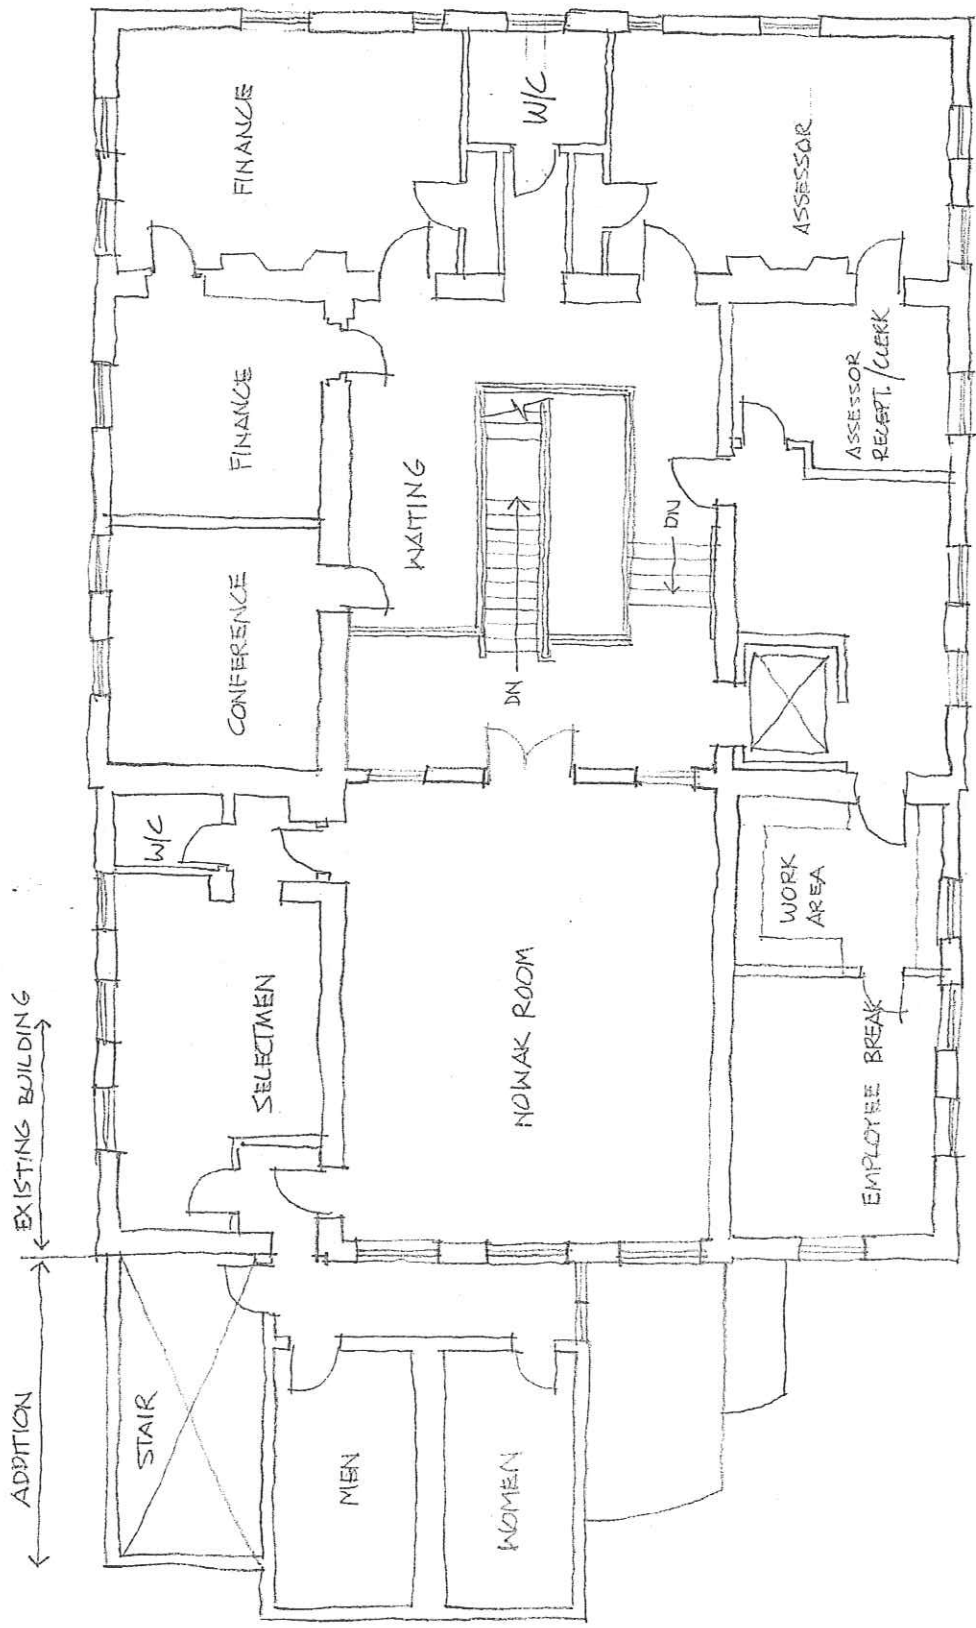 ADDITION
EXISTING BUILDING
STAIR
SELECTMEN
W/C
CONFERENCE
FINANCE
FINANCE
MEN
WOMEN
NOWAK ROOM
DN
WAITING
W/C
DN
EMPLOYEE BREAK
WORK
AREA
ASSESSOR
RECEPT./CLERK
ASSESSOR